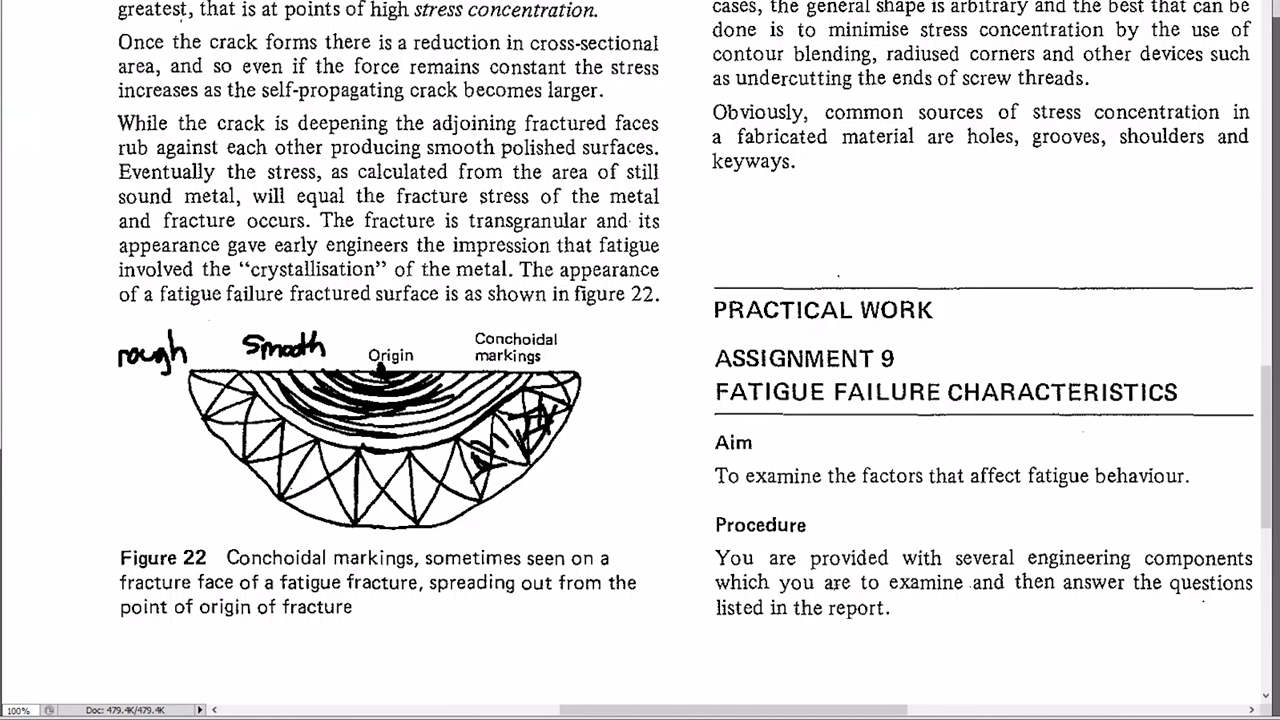 greatest, that is at points of high stress concentration.
Once the crack forms there is a reduction in cross-sectional
area, and so even if the force remains constant the stress
increases as the self-propagating crack becomes larger.
While the crack is deepening the adjoining fractured faces
rub against each other producing smooth polished surfaces.
Eventually the stress, as calculated from the area of still
sound metal, will equal the fracture stress of the metal
and fracture occurs. The fracture is transgranular and its
appearance gave early engineers the impression that fatigue
involved the “crystallisation” of the metal. The appearance
of a fatigue failure fractured surface is as shown in figure 22.
rough
Smooth
Origin
Conchoidal
markings
Figure 22 Conchoidal markings, sometimes seen on a
fracture face of a fatigue fracture, spreading out from the
point of origin of fracture
cases, the general shape is arbitrary and the best that can be
done is to minimise stress concentration by the use of
contour blending, radiused corners and other devices such
as undercutting the ends of screw threads.
Obviously, common sources of stress concentration in
a fabricated material are holes, grooves, shoulders and
keyways.
PRACTICAL WORK
ASSIGNMENT 9
FATIGUE FAILURE CHARACTERISTICS
Aim
To examine the factors that affect fatigue behaviour.
Procedure
You are provided with several engineering components
which you are to examine and then answer the questions
listed in the report.
100%
Doc: 479.4K/479.4K